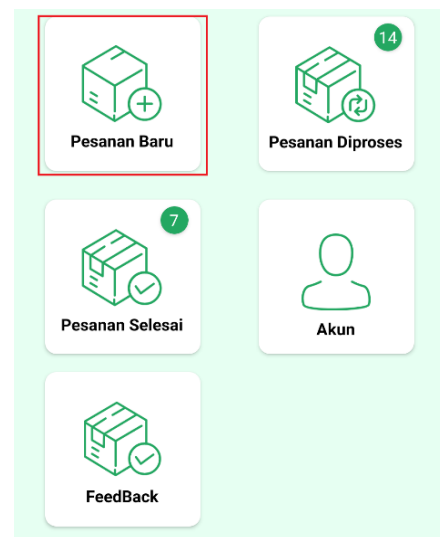 14
Pesanan Baru
Pesanan Diproses
7
Pesanan Selesai
Akun
FeedBack